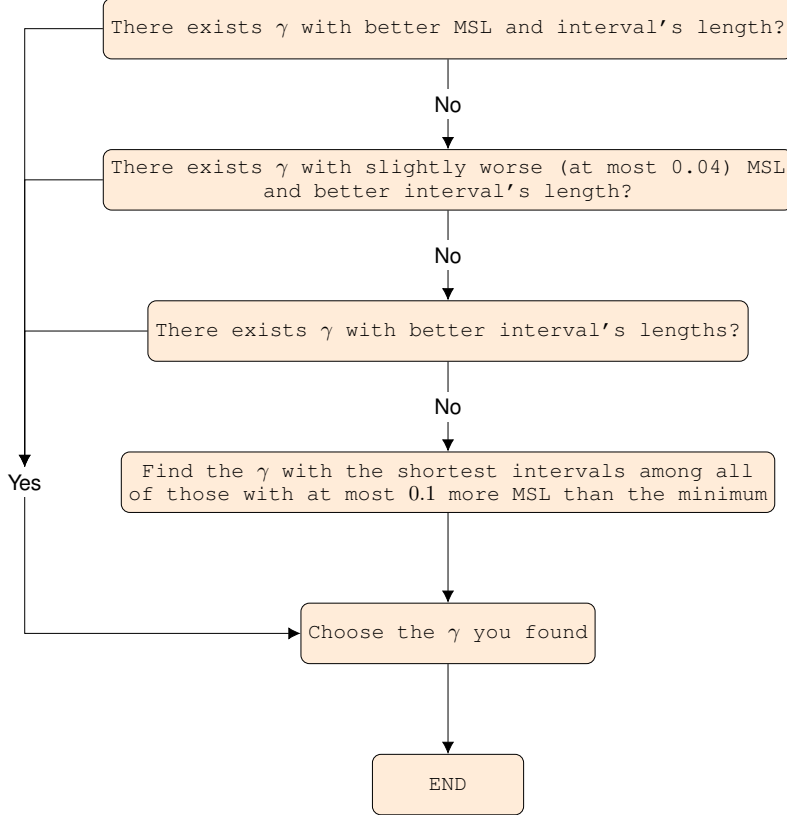 There exists γ with better MSL and interval's length?
No
There exists γ with slightly worse (at most 0.04) MSL
and better interval's length?
No
There exists γ with better interval's lengths?
No
Find the γ with the shortest intervals among all
of those with at most 0.1 more MSL than the minimum
Yes
Choose the γ you found
END